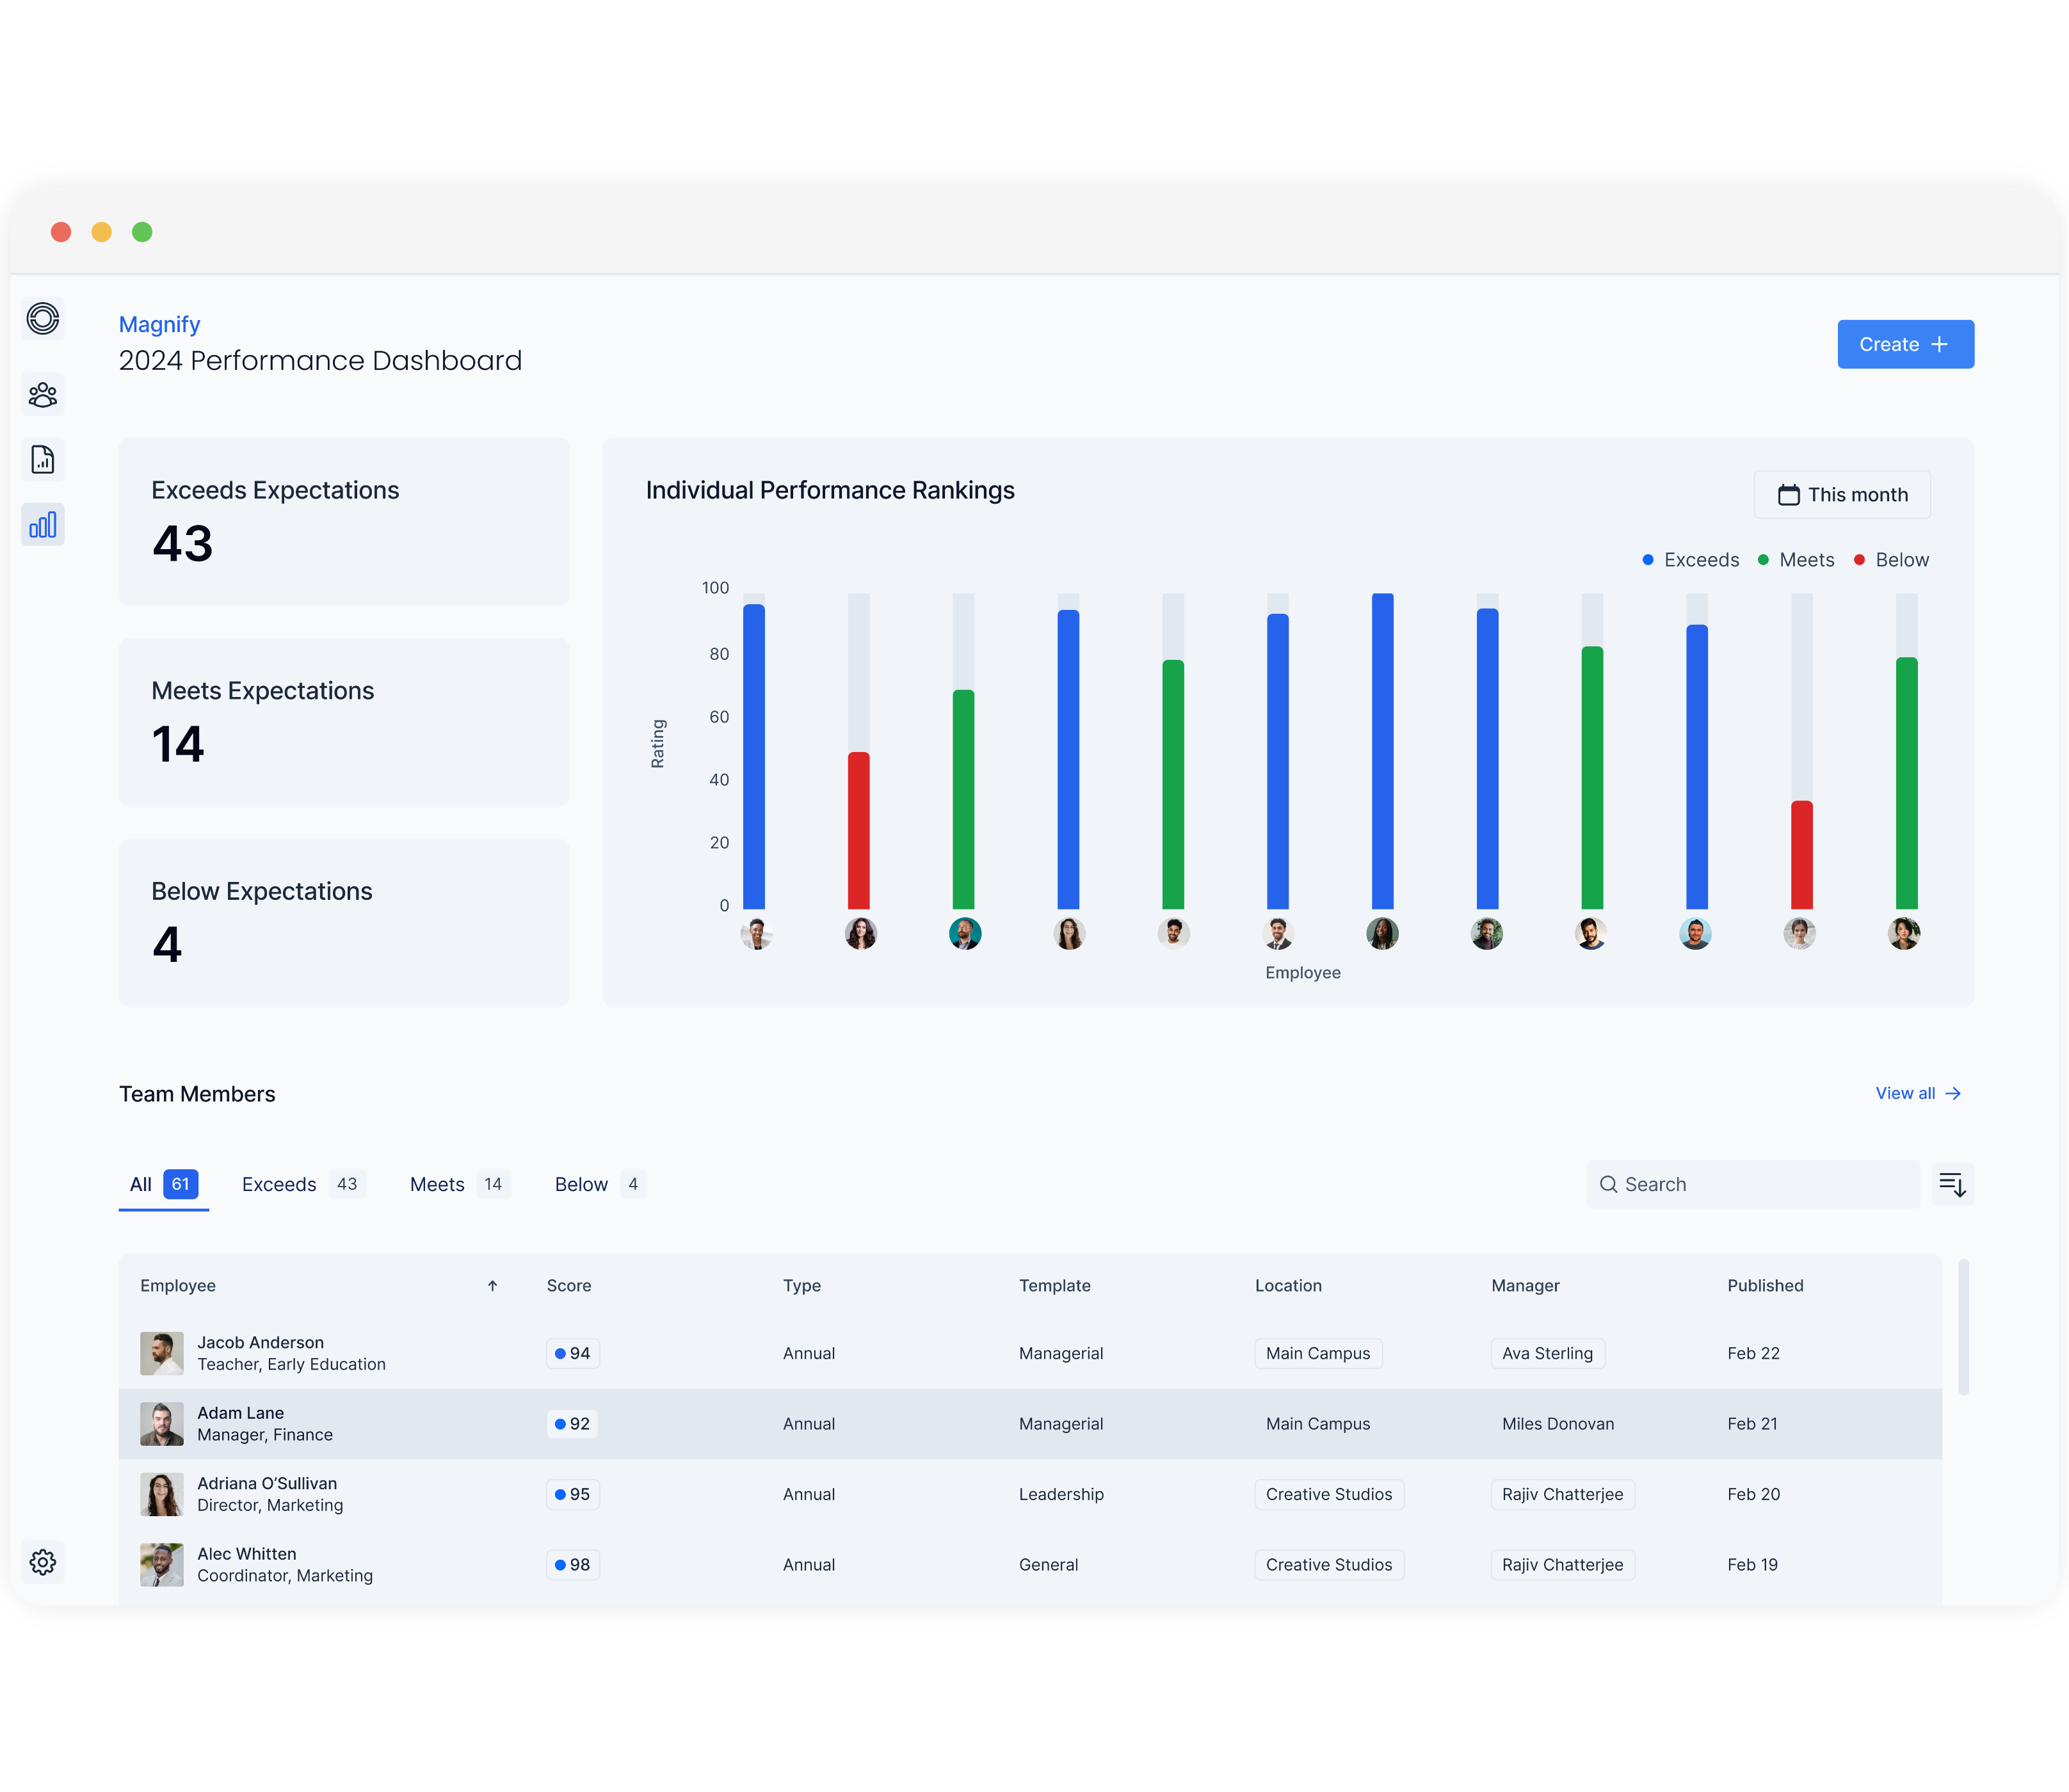 Magnify
2024 Performance Dashboard
Create
Exceeds Expectations
43
Meets Expectations
14
Below Expectations
4
Individual Performance Rankings
This month
Exceeds Meets Below
100
80
60
40
20
0
Rating
Employee
Team Members
View all
All 61 Exceeds 43 Meets 14 Below 4
Search
Employee Score Type Template Location Manager Published
Jacob Anderson
Teacher, Early Education
94 Annual Managerial Main Campus Ava Sterling Feb 22
Adam Lane
Manager, Finance
92 Annual Managerial Main Campus Miles Donovan Feb 21
Adriana O’Sullivan
Director, Marketing
95 Annual Leadership Creative Studios Rajiv Chatterjee Feb 20
Alec Whitten
Coordinator, Marketing
98 Annual General Creative Studios Rajiv Chatterjee Feb 19